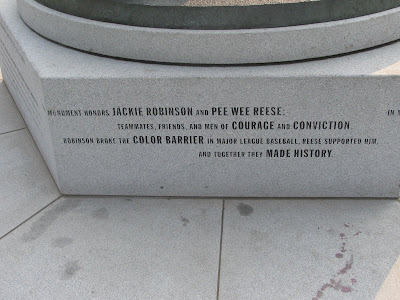 MONUMENT HONORS JACKIE ROBINSON AND PEE WEE REESE:
TEAMMATES, FRIENDS, AND MEN OF COURAGE AND CONVICTION.
ROBINSON BROKE THE COLOR BARRIER IN MAJOR LEAGUE BASEBALL, REESE SUPPORTED HIM,
AND TOGETHER THEY MADE HISTORY.
IN